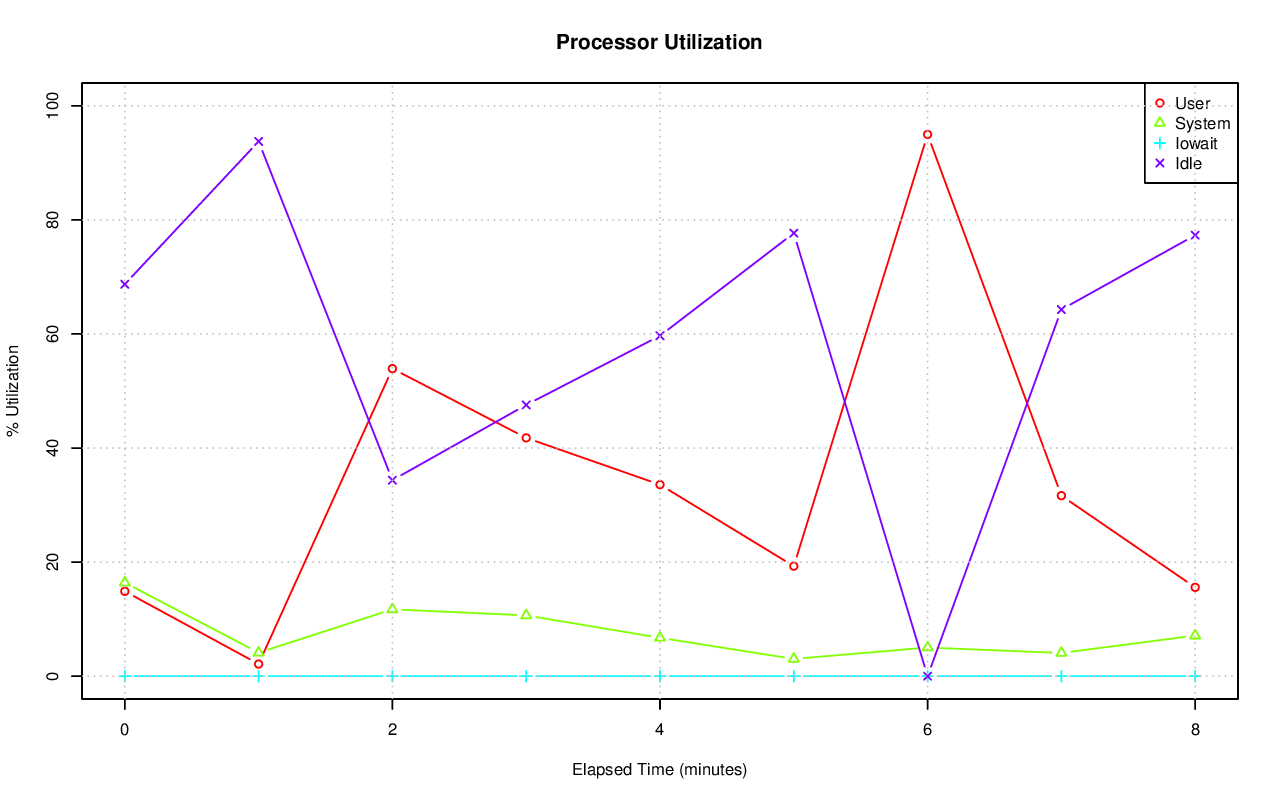 Processor Utilization
User
System
Iowait
Idle
% Utilization
100
80
60
40
20
0
0 2 4 6 8
Elapsed Time (minutes)